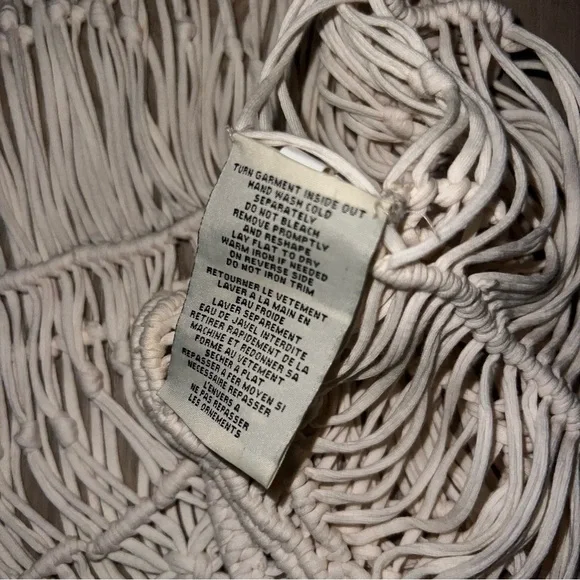 TURN GARMENT INSIDE OUT
HAND WASH COLD
SEPARATELY
DO NOT BLEACH
REMOVE PROMPTLY
AND RESHAPE
LAY FLAT TO DRY
WARM IRON IF NEEDED
ON REVERSE SIDE
DO NOT IRON TRIM
RETOURNER LE VETEMENT
LAVER A LA MAIN EN
EAU FROIDE
LAVER SEPAREMENT
EAU DE JAVEL INTERDITE
RETIRER RAPIDEMENT DE LA
MACHINE ET REDONNER SA
FORME AU VETEMENT
SECHER A PLAT
REPASSER A FER MOYEN SI
NECESSAIRE REPASSER
L'ENVERS A
NE PAS REPASSER
LES ORNEMENTS